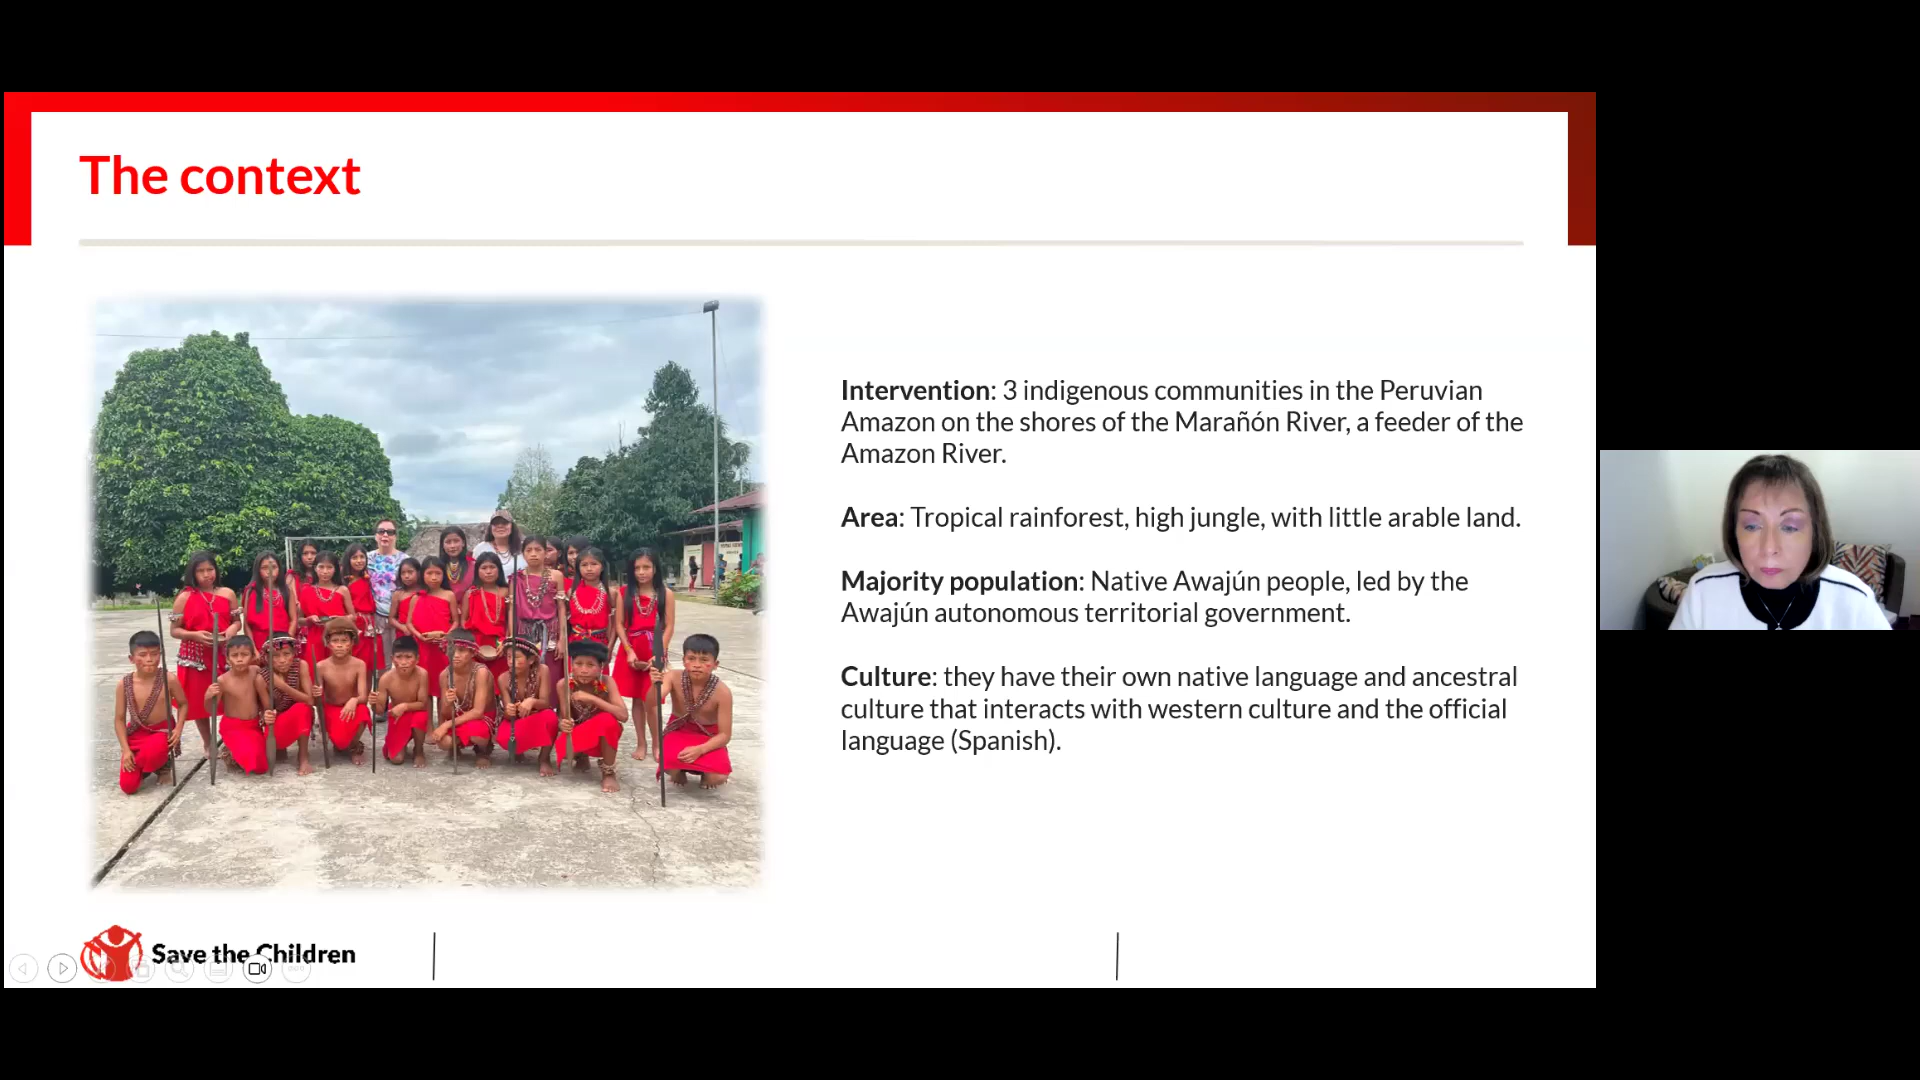 The context
Intervention: 3 indigenous communities in the Peruvian
Amazon on the shores of the Marañón River, a feeder of the
Amazon River.
Area: Tropical rainforest, high jungle, with little arable land.
Majority population: Native Awajún people, led by the
Awajún autonomous territorial government.
Culture: they have their own native language and ancestral
culture that interacts with western culture and the official
language (Spanish).
Save the Children